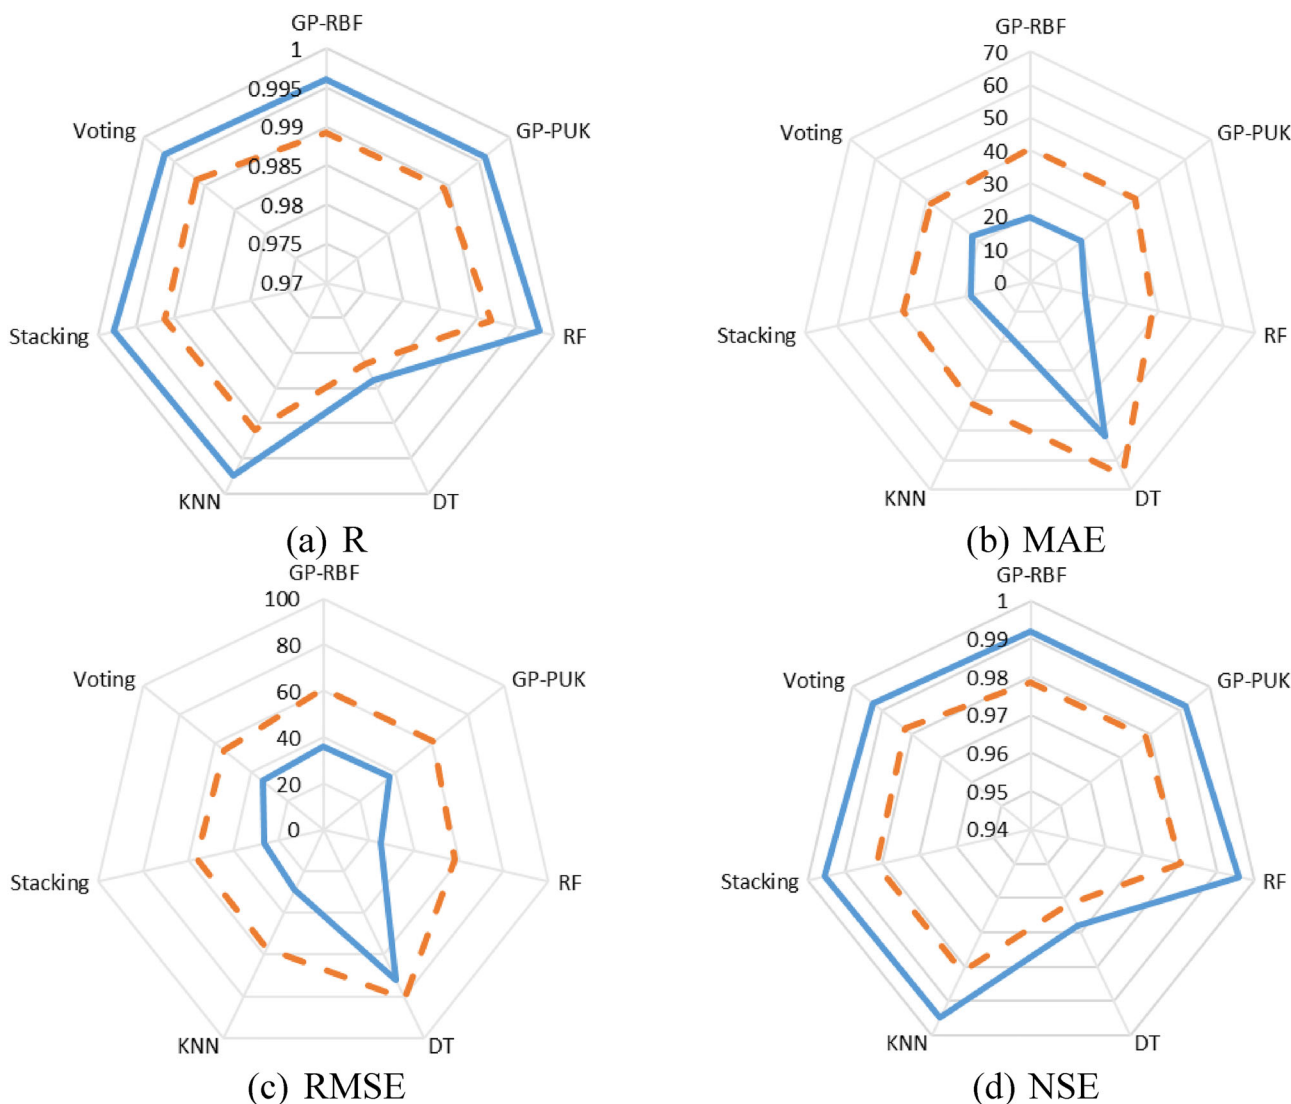 GP-RBF
1
0.995
0.99
0.985
0.98
0.975
0.97
GP-PUK
RF
DT
KNN
Stacking
Voting
(a) R
GP-RBF
70
60
50
40
30
20
10
0
GP-PUK
RF
DT
KNN
Stacking
Voting
(b) MAE
GP-RBF
100
80
60
40
20
0
GP-PUK
RF
DT
KNN
Stacking
Voting
(c) RMSE
GP-RBF
1
0.99
0.98
0.97
0.96
0.95
0.94
GP-PUK
RF
DT
KNN
Stacking
Voting
(d) NSE